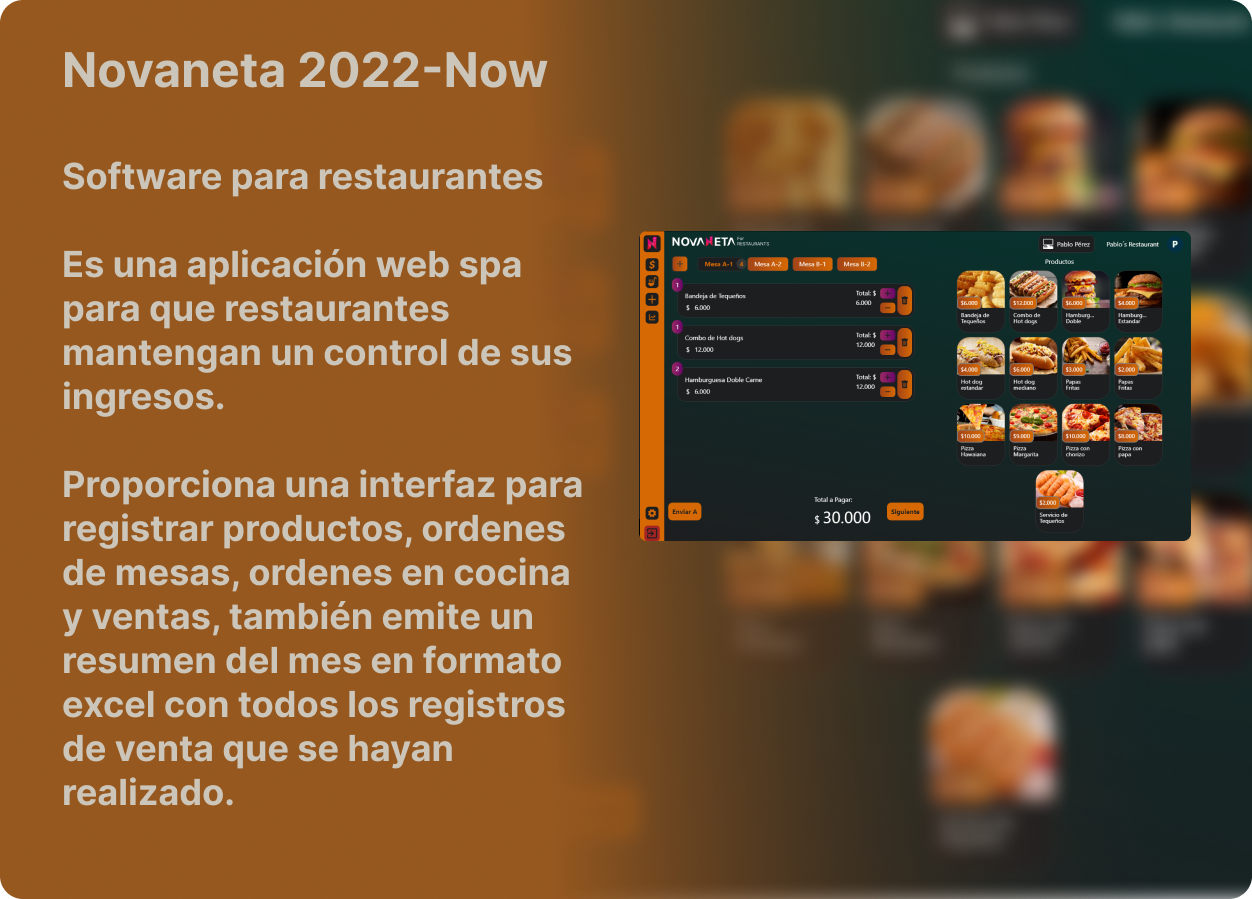 Novaneta 2022-Now
Software para restaurantes
Es una aplicación web spa
para que restaurantes
mantengan un control de sus
ingresos.
Proporciona una interfaz para
registrar productos, ordenes
de mesas, ordenes en cocina
y ventas, también emite un
resumen del mes en formato
excel con todos los registros
de venta que se hayan
realizado.
NOVANETA
RESTAURANTS
Pablo Pérez
Pablo´s Restaurant
P
+
Mesa A-1
4
Mesa A-2
Mesa B-1
Mesa B-2
1
Bandeja de Tequeños
$ 6.000
Total: $
6.000
1
Combo de Hot dogs
$ 12.000
Total: $
12.000
2
Hamburguesa Doble Carne
$ 6.000
Total: $
12.000
Enviar A
Total a Pagar:
$ 30.000
Siguiente
Productos
$6.000
Bandeja de
Tequeños
$12.000
Combo de
Hot dogs
$6.000
Hamburg...
Doble
$4.000
Hamburg...
Estandar
$4.000
Hot dog
estandar
$6.000
Hot dog
mediano
$3.000
Papas
Fritas
$2.000
Papas
Fritas
$10.000
Pizza
Hawaiana
$9.000
Pizza
Margarita
$10.000
Pizza con
chorizo
$8.000
Pizza con
papa
$2.000
Servicio de
Tequeños